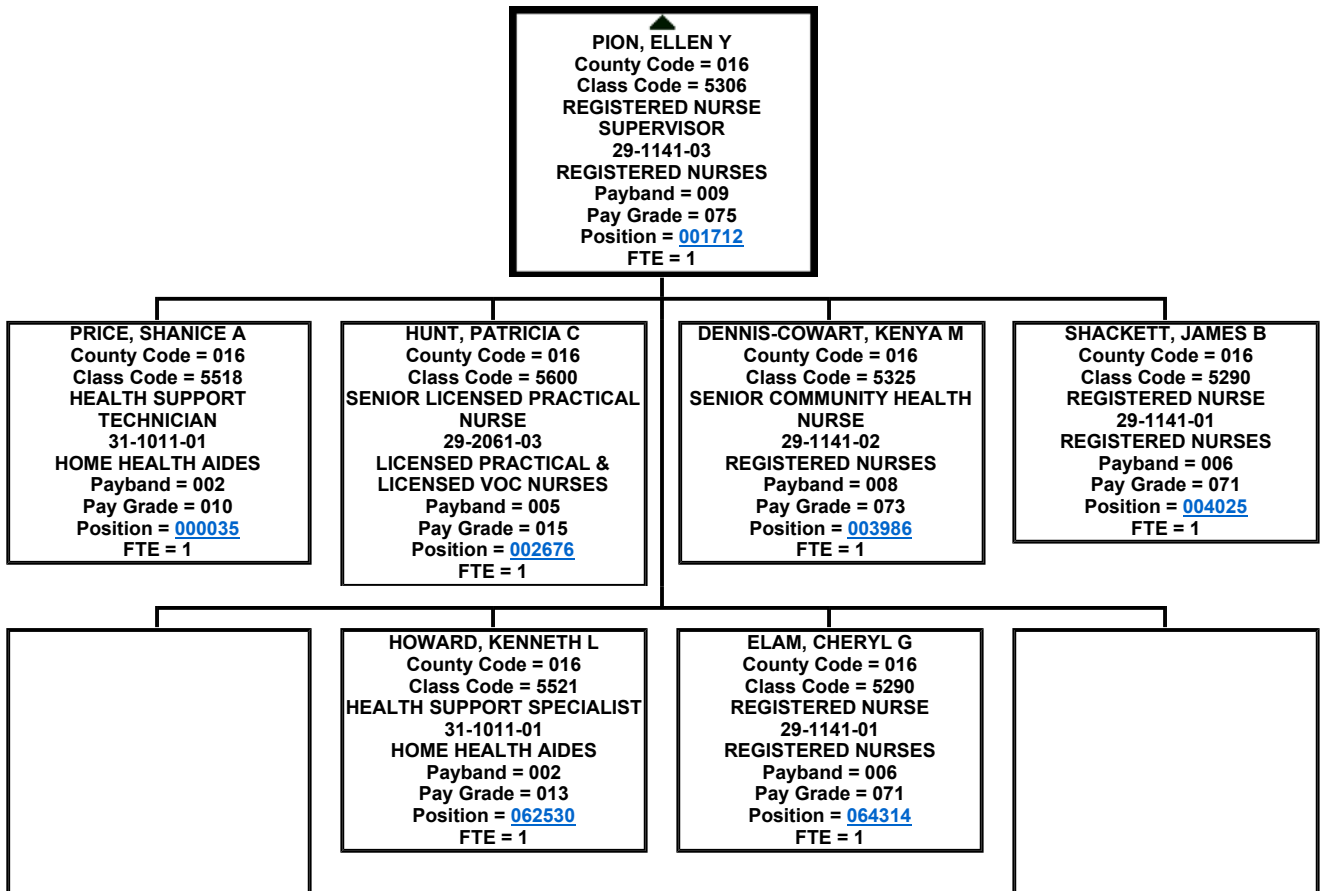 PION, ELLEN Y
County Code = 016
Class Code = 5306
REGISTERED NURSE
SUPERVISOR
29-1141-03
REGISTERED NURSES
Payband = 009
Pay Grade = 075
Position = 001712
FTE = 1
PRICE, SHANICE A
County Code = 016
Class Code = 5518
HEALTH SUPPORT
TECHNICIAN
31-1011-01
HOME HEALTH AIDES
Payband = 002
Pay Grade = 010
Position = 000035
FTE = 1
HUNT, PATRICIA C
County Code = 016
Class Code = 5600
SENIOR LICENSED PRACTICAL
NURSE
29-2061-03
LICENSED PRACTICAL &
LICENSED VOC NURSES
Payband = 005
Pay Grade = 015
Position = 002676
FTE = 1
DENNIS-COWART, KENYA M
County Code = 016
Class Code = 5325
SENIOR COMMUNITY HEALTH
NURSE
29-1141-02
REGISTERED NURSES
Payband = 008
Pay Grade = 073
Position = 003986
FTE = 1
SHACKETT, JAMES B
County Code = 016
Class Code = 5290
REGISTERED NURSE
29-1141-01
REGISTERED NURSES
Payband = 006
Pay Grade = 071
Position = 004025
FTE = 1
HOWARD, KENNETH L
County Code = 016
Class Code = 5521
HEALTH SUPPORT SPECIALIST
31-1011-01
HOME HEALTH AIDES
Payband = 002
Pay Grade = 013
Position = 062530
FTE = 1
ELAM, CHERYL G
County Code = 016
Class Code = 5290
REGISTERED NURSE
29-1141-01
REGISTERED NURSES
Payband = 006
Pay Grade = 071
Position = 064314
FTE = 1